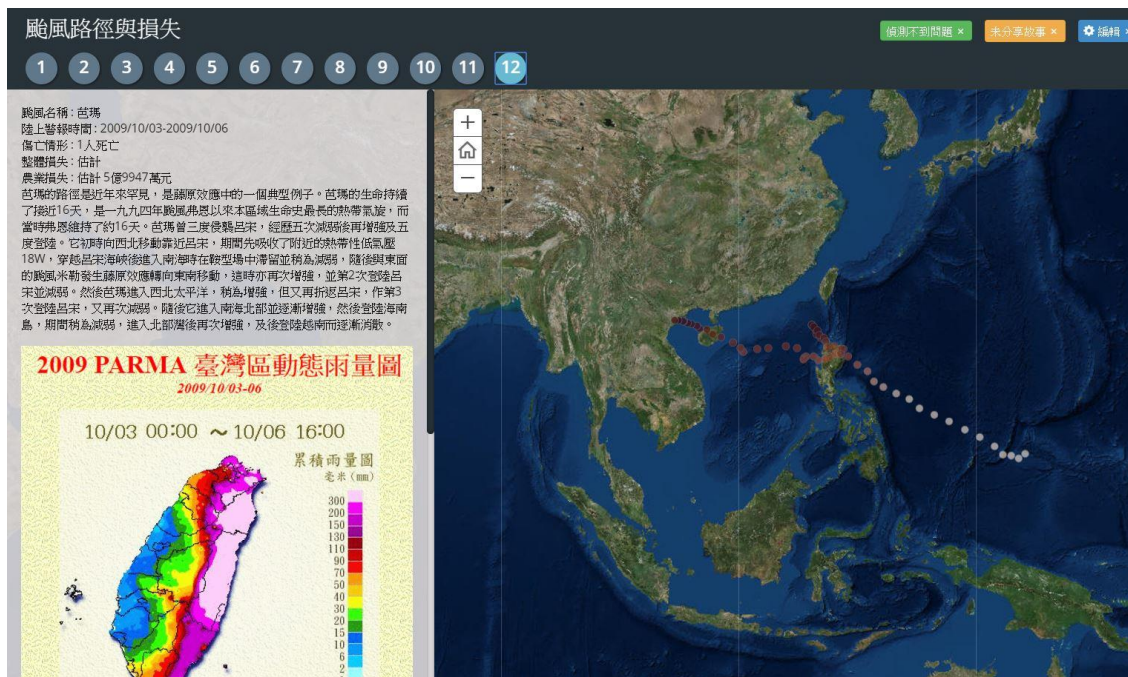 颱風路徑與損失
偵測不到問題 ×
未分享故事 ×
編輯 ×
1 2 3 4 5 6 7 8 9 10 11 12
颱風名稱:芭瑪
陸上警報時間:2009/10/03-2009/10/06
傷亡情形:1人死亡
整體損失:估計
農業損失:估計 5億9947萬元
芭瑪的路徑是近年來罕見,是藤原效應中的一個典型例子。芭瑪的生命持續
了接近16天,是一九九四年颱風弗恩以來本區域生命史最長的熱帶氣旋,而
當時弗恩維持了約16天。芭瑪曾三度侵襲呂宋,經歷五次減弱後再增強及五
度登陸。它初時向西北移動靠近呂宋,期間先吸收了附近的熱帶性低氣壓
18W,穿越呂宋海峽後進入南海時在鞍型場中滯留並稍為減弱,隨後與東面
的颱風米勒發生藤原效應轉向東南移動,這時亦再次增強,並第2次登陸呂
宋並減弱。然後芭瑪進入西北太平洋,稍為增強,但又再折返呂宋,作第3
次登陸呂宋,又再次減弱。隨後它進入南海北部並逐漸增強,然後登陸海南
島,期間稍為減弱,進入北部灣後再次增強,及後登陸越南而逐漸消散。
2009 PARMA 臺灣區動態雨量圖
2009/10/03-06
10/03 00:00 ～10/06 16:00
累積雨量圖
毫米(mm)
300
200
150
130
110
90
70
50
40
30
20
15
10
6
2
+
−